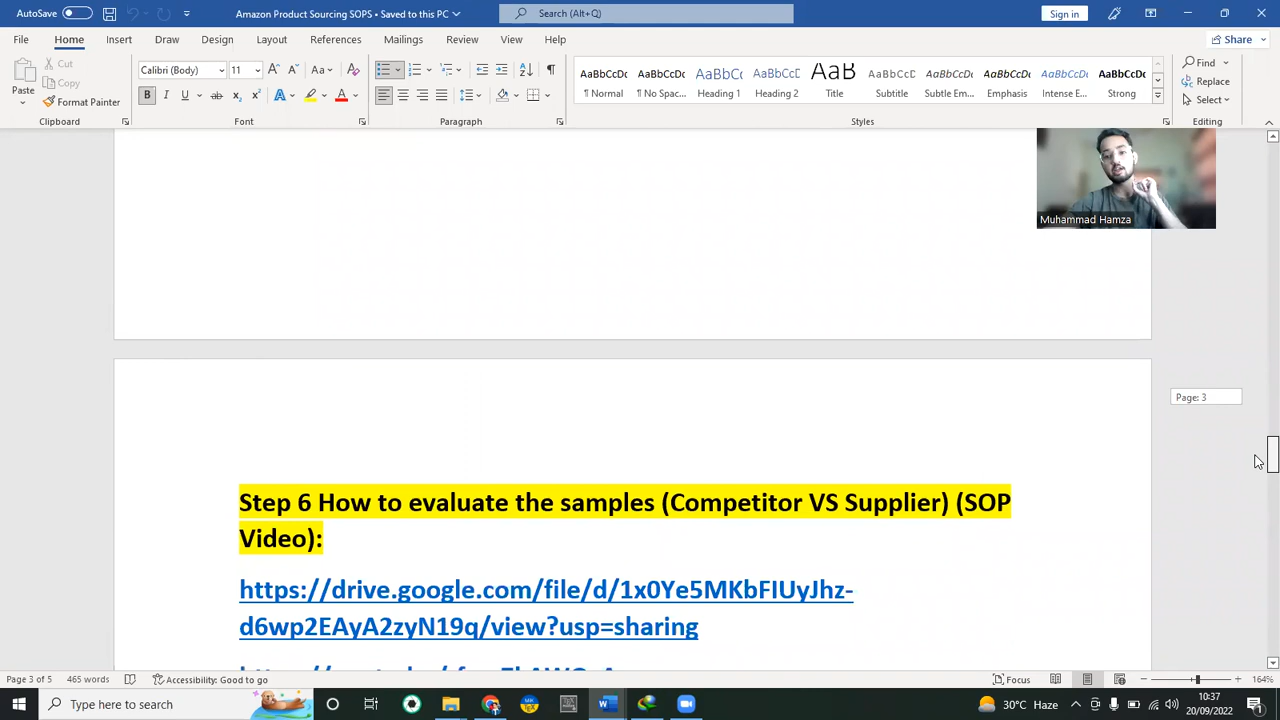 AutoSave Off Amazon Product Sourcing SOPS - Saved to this PC Search (Alt+Q) Sign in
File Home Insert Draw Design Layout References Mailings Review View Help Share
Paste Cut Copy Format Painter
Calibri (Body) 11
AaBbCcDc AaBbCcDc AaBbCc AaBbCcD AaB AaBbCcD AaBbCcDc AaBbCcDc AaBbCcDc AaBbCcDc
¶ Normal ¶ No Spac... Heading 1 Heading 2 Title Subtitle Subtle Em... Emphasis Intense E... Strong
Find Replace Select
Clipboard Font Paragraph Styles Editing
Muhammad Hamza
Page: 3
Step 6 How to evaluate the samples (Competitor VS Supplier) (SOP
Video):
https://drive.google.com/file/d/1x0Ye5MKbFIUyJhz-
d6wp2EAyA2zyN19q/view?usp=sharing
Page 3 of 5 465 words Accessibility: Good to go Focus 164%
Type here to search 30°C Haze 10:37
20/09/2022